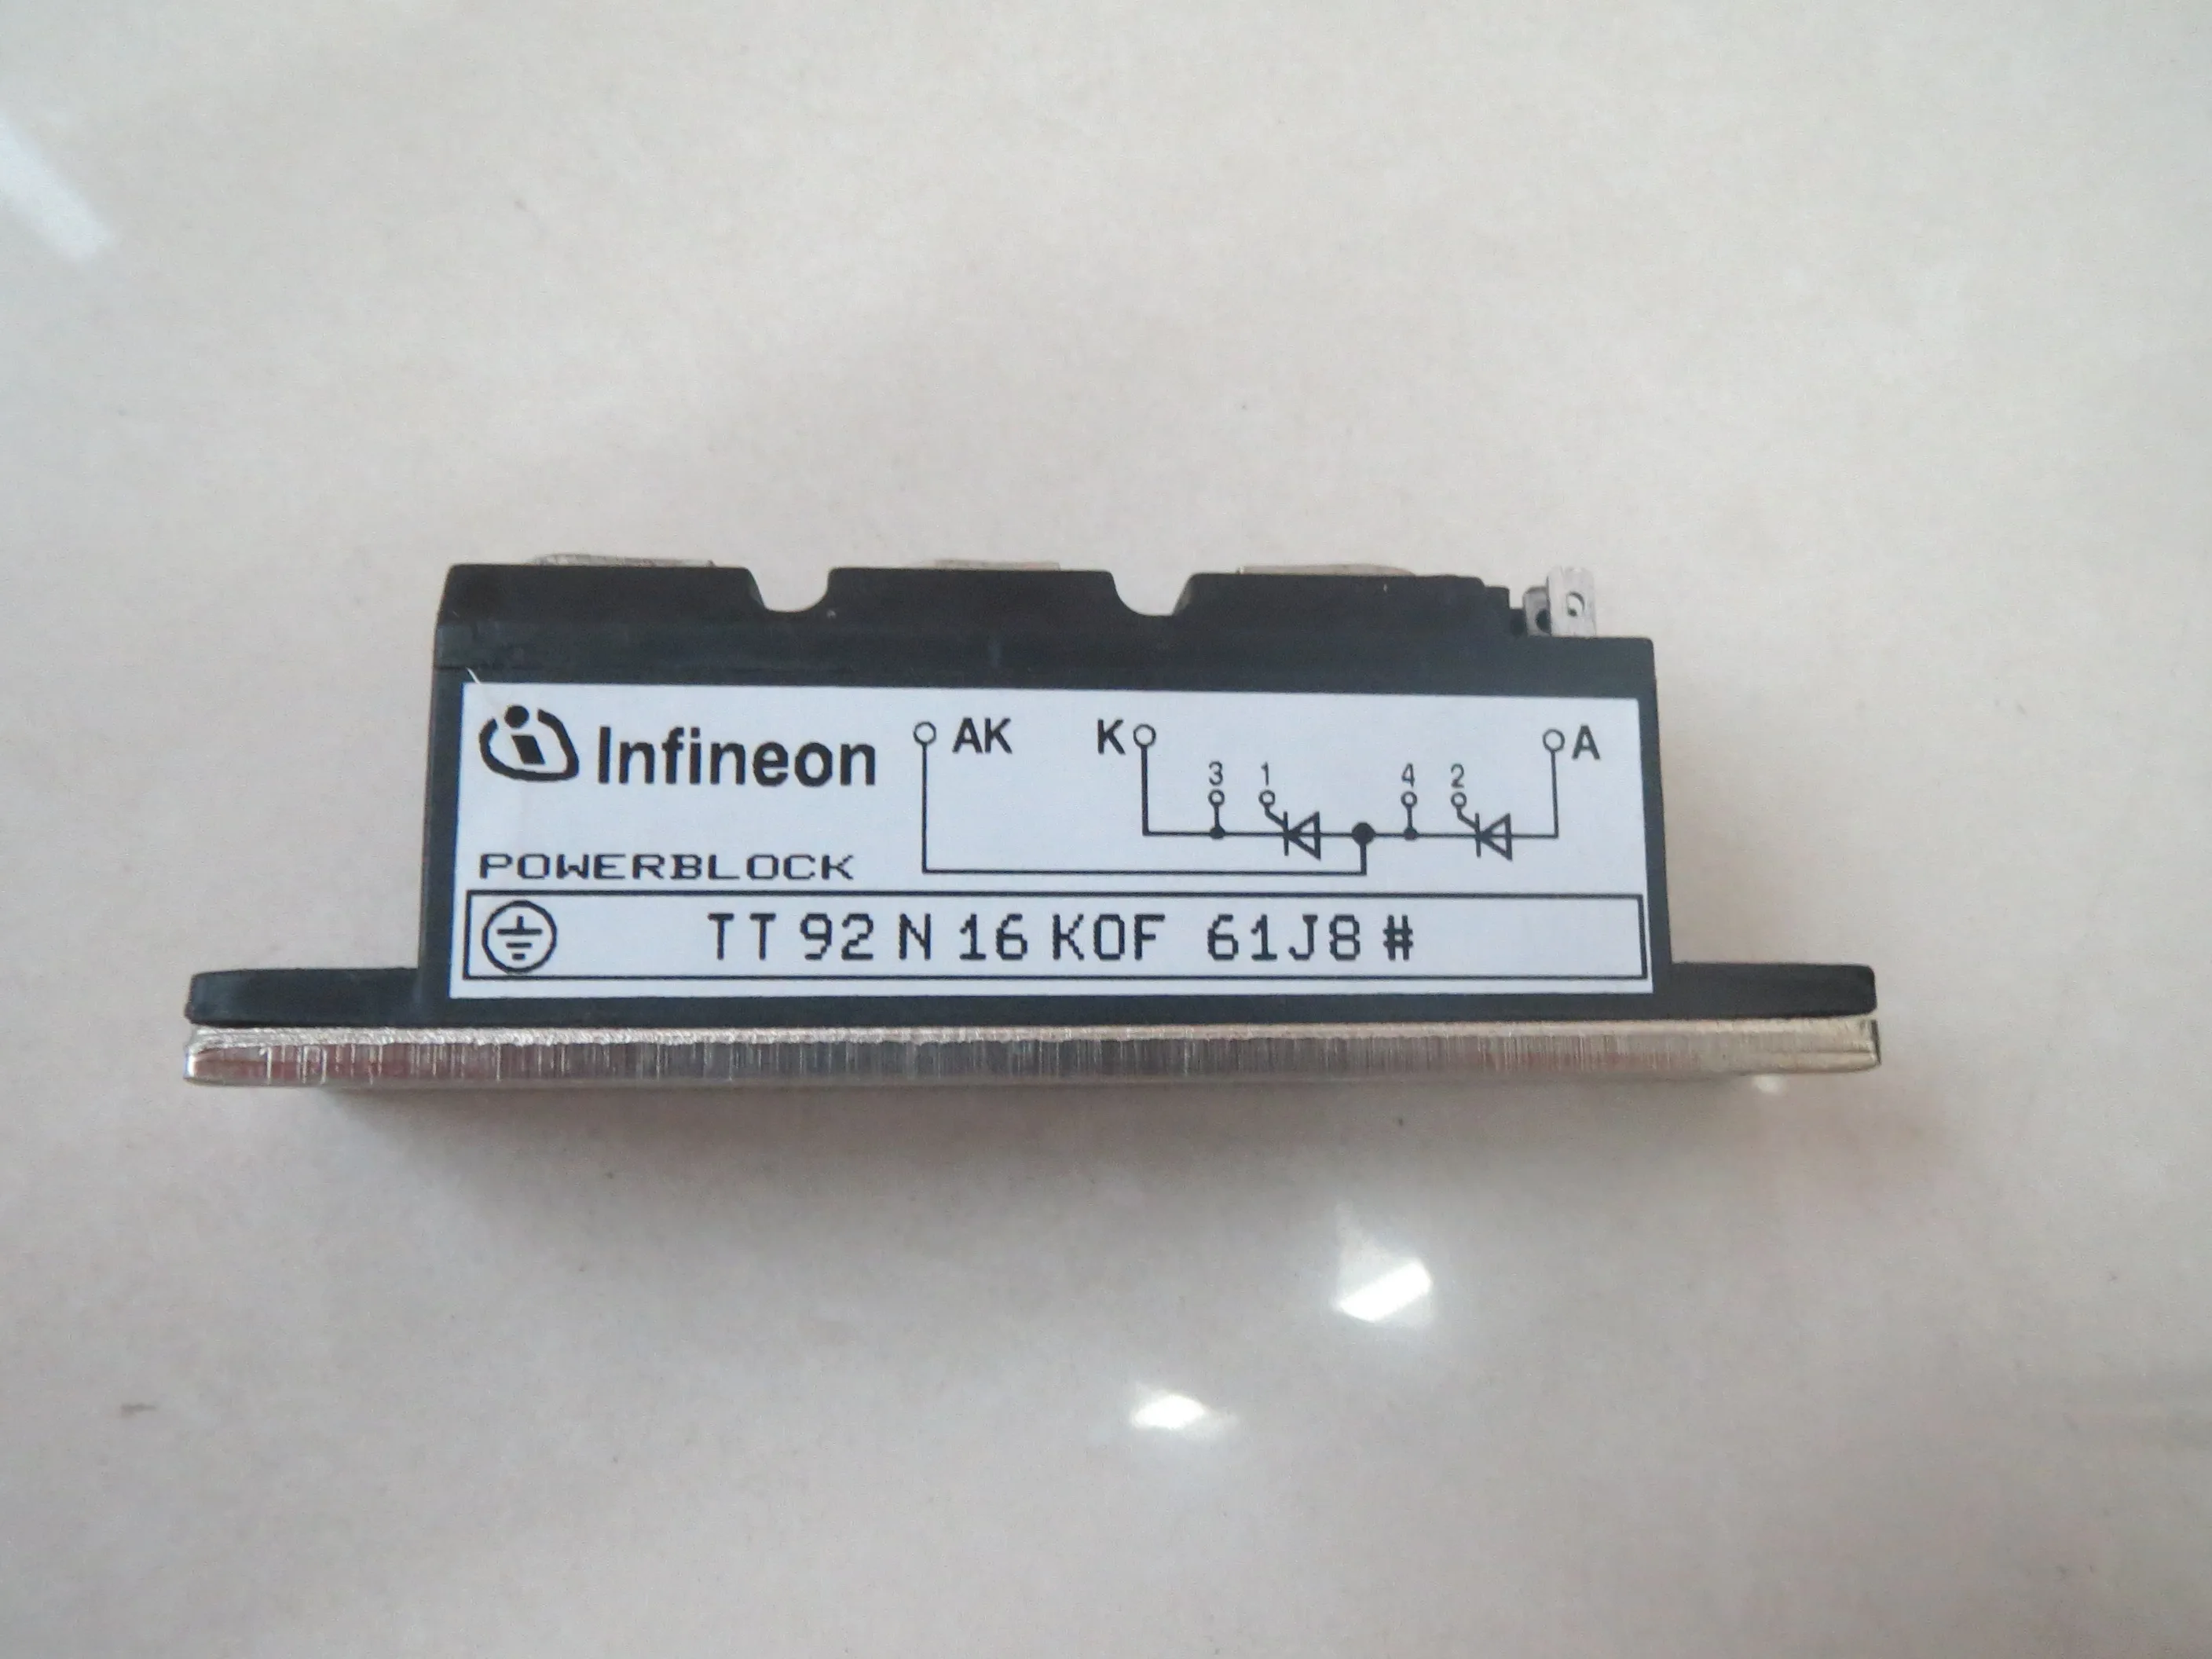 Infineon
AK K A
3 1 4 2
POWERBLOCK
TT 92 N 16 KOF 61J8 #